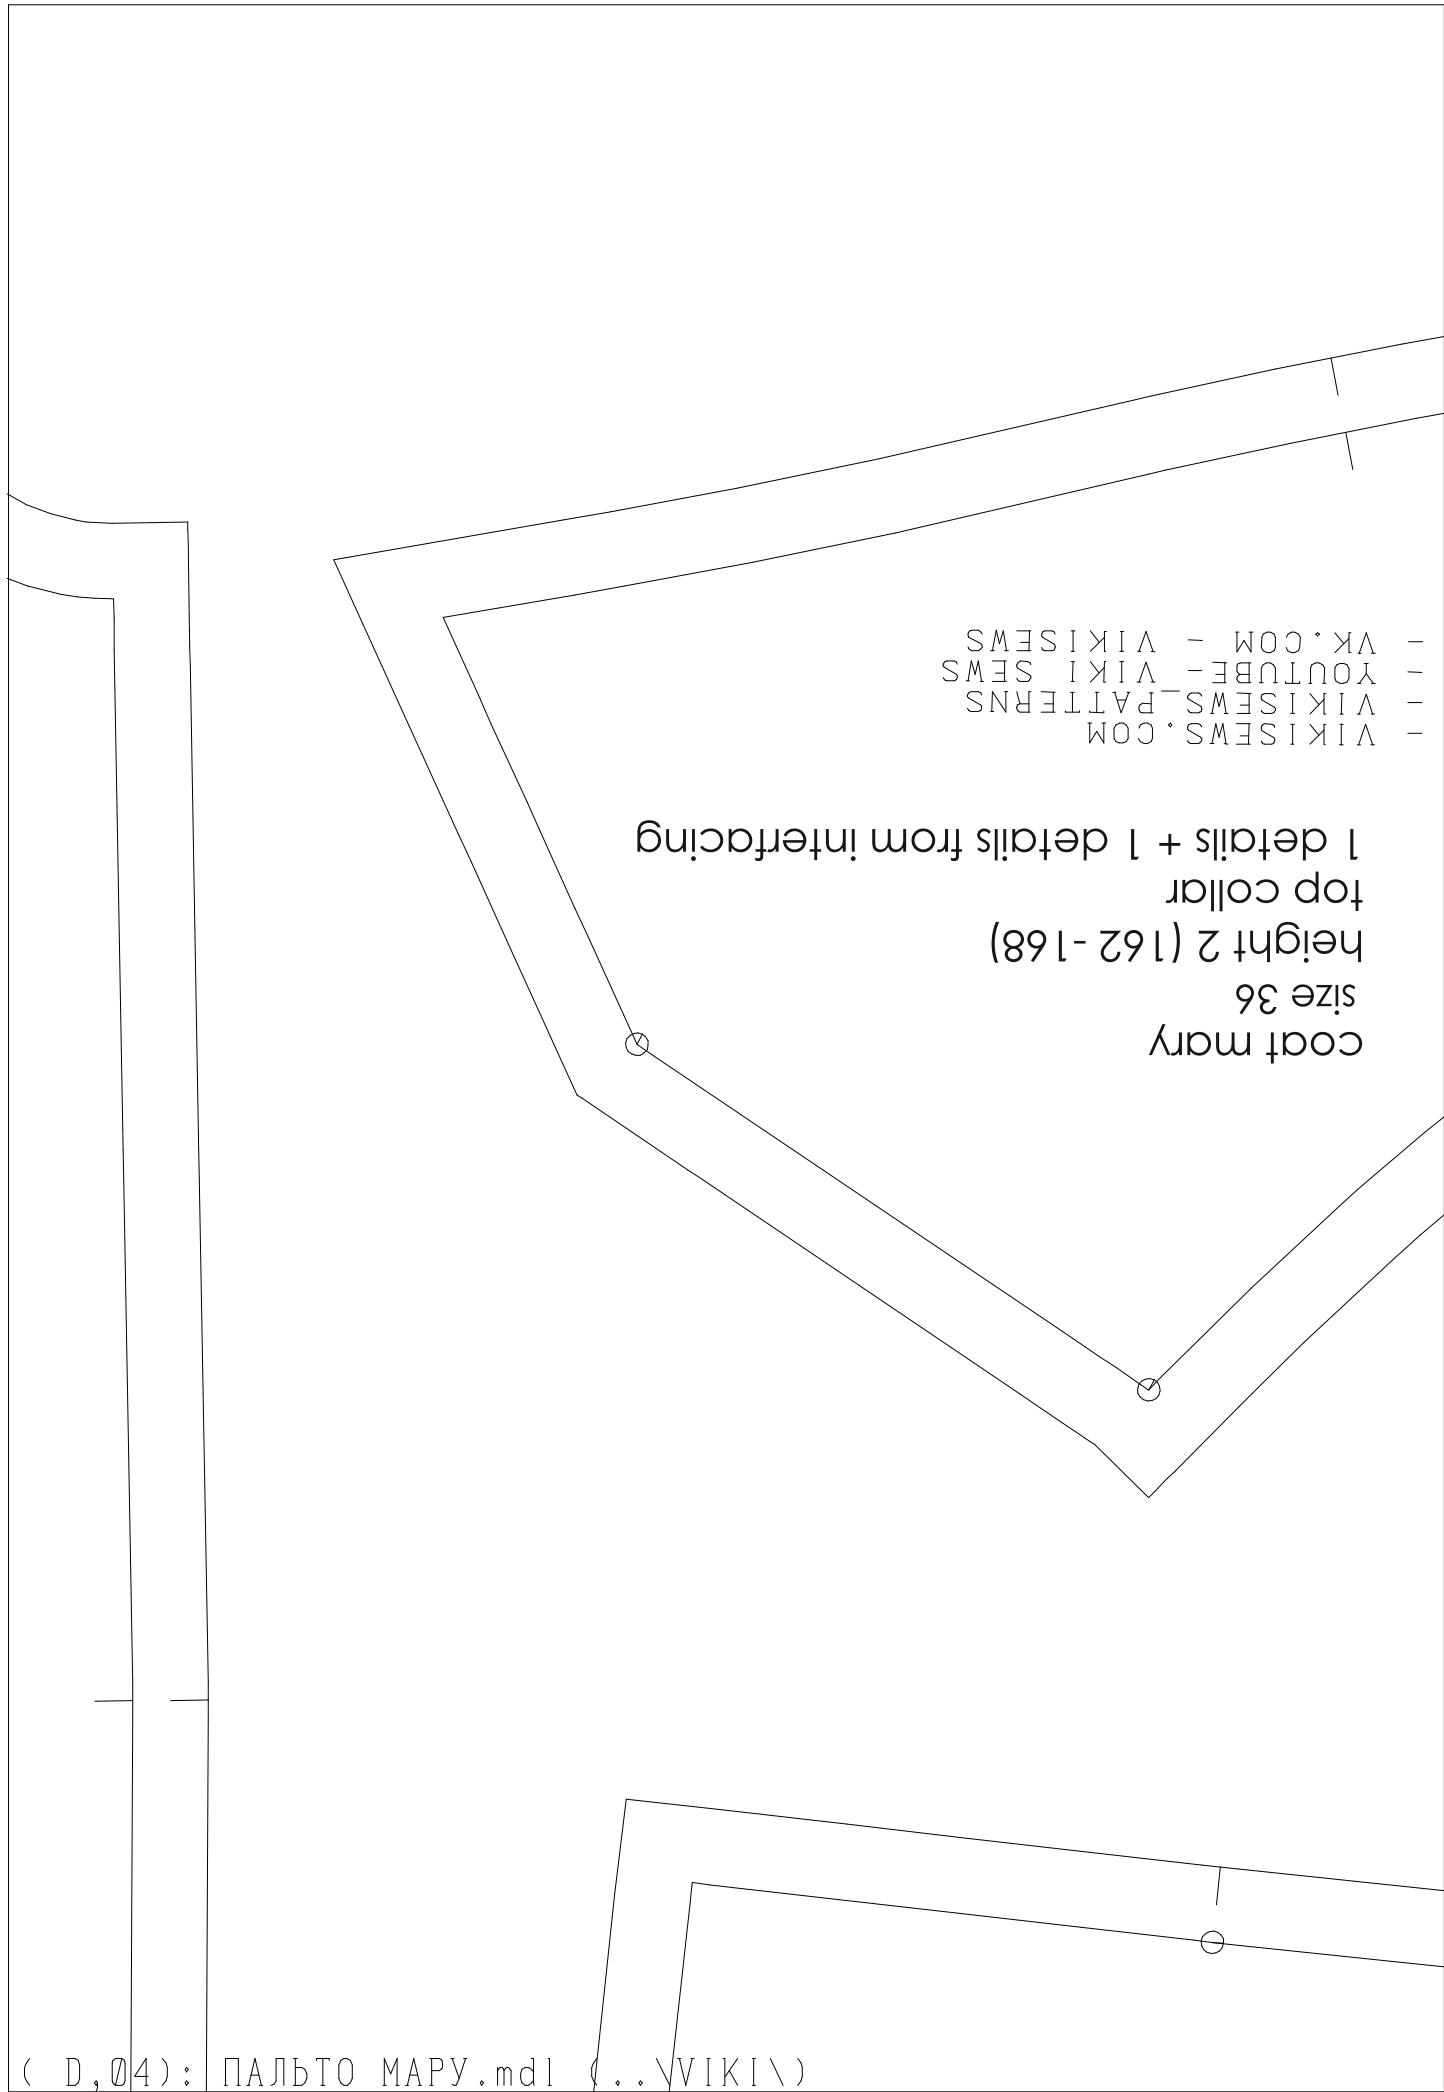 coat mary
size 36
height 2 (162-168)
top collar
1 details + 1 details from interfacing
- VIKISEWS.COM
- VIKISEWS_PATTERNS
- YOUTUBE- VIKI SEWS
- VK.COM - VIKISEWS
( D,04): ПАЛЬТО МАРУ.mdl (..\VIKI\)